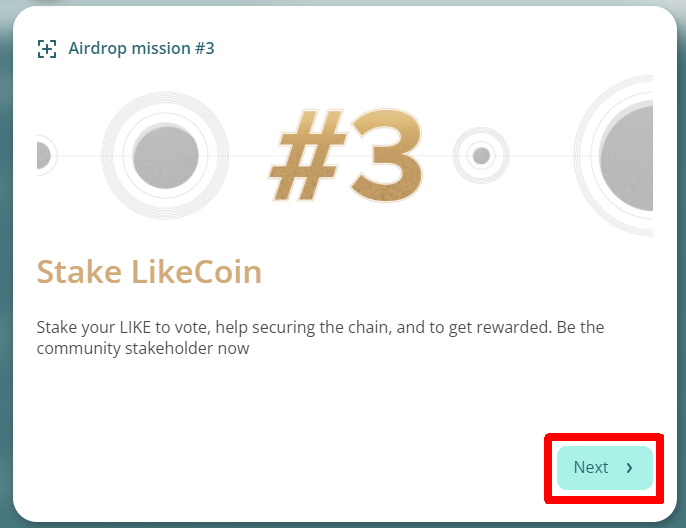 Airdrop mission #3
#3
Stake LikeCoin
Stake your LIKE to vote, help securing the chain, and to get rewarded. Be the
community stakeholder now
Next